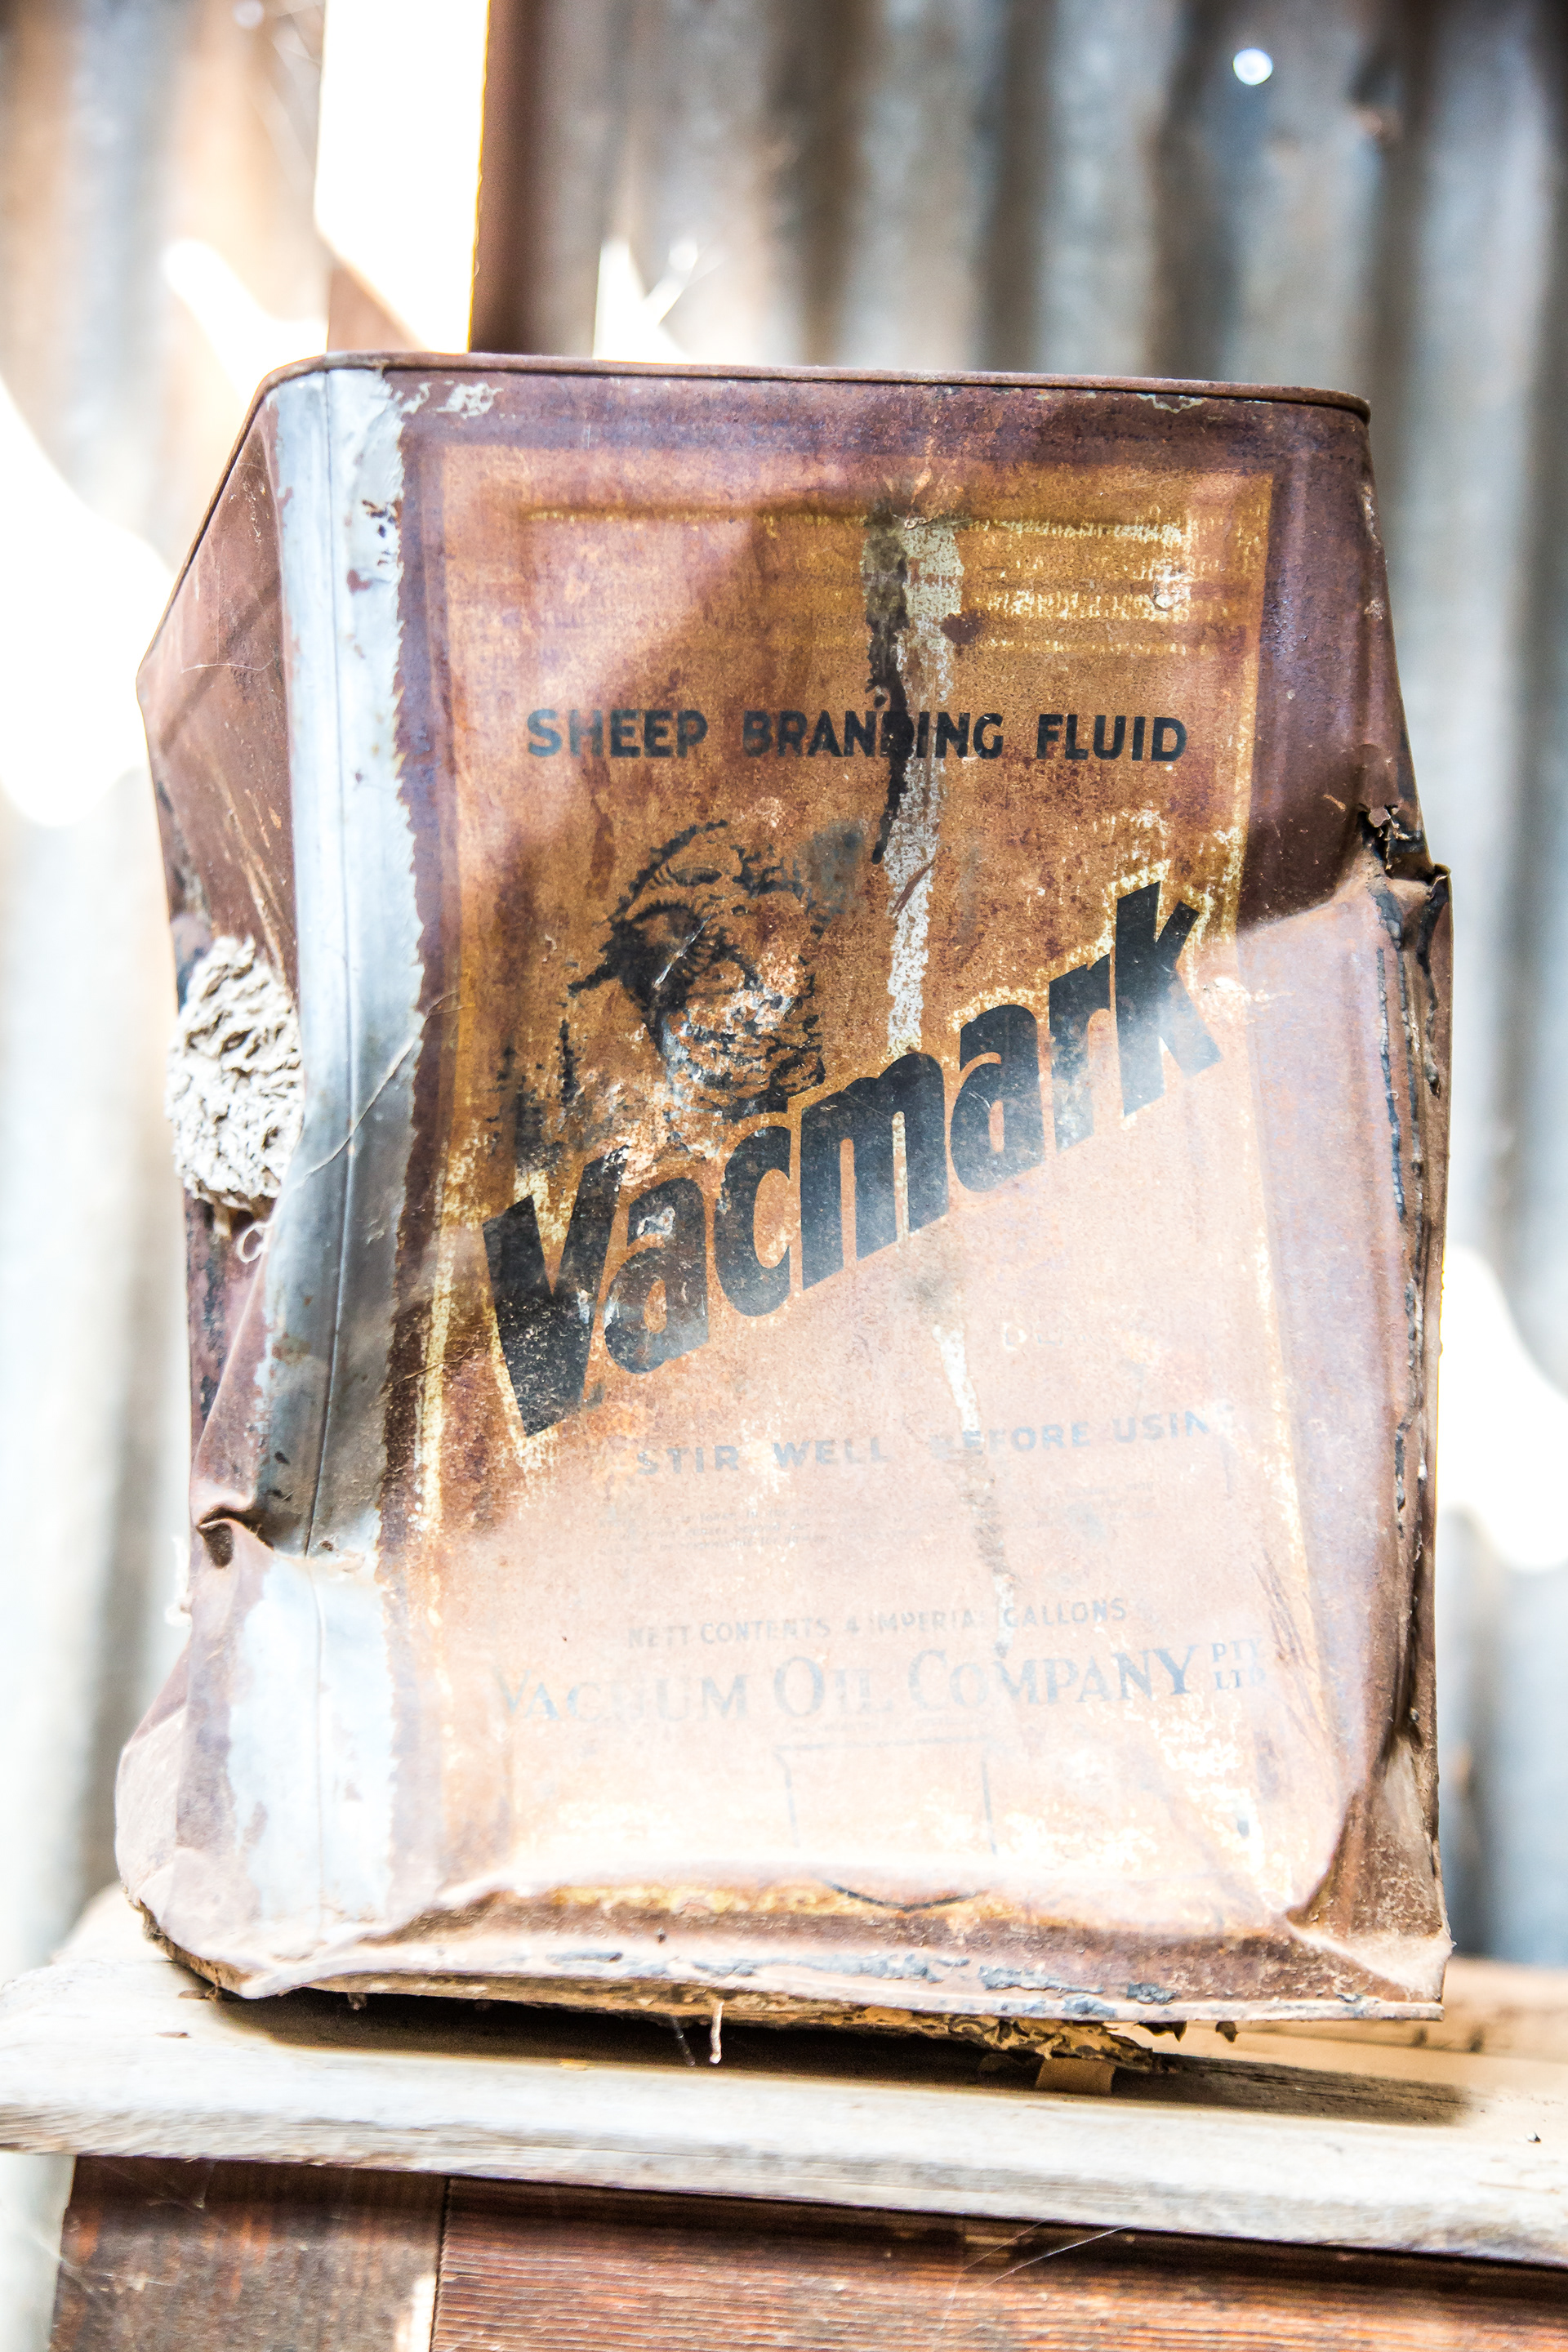 SHEEP BRANDING FLUID
Vacmark
STIR WELL BEFORE USIN
NETT CONTENTS 4 IMPERIAL GALLONS
VACUUM OIL COMPANY PTY LTD